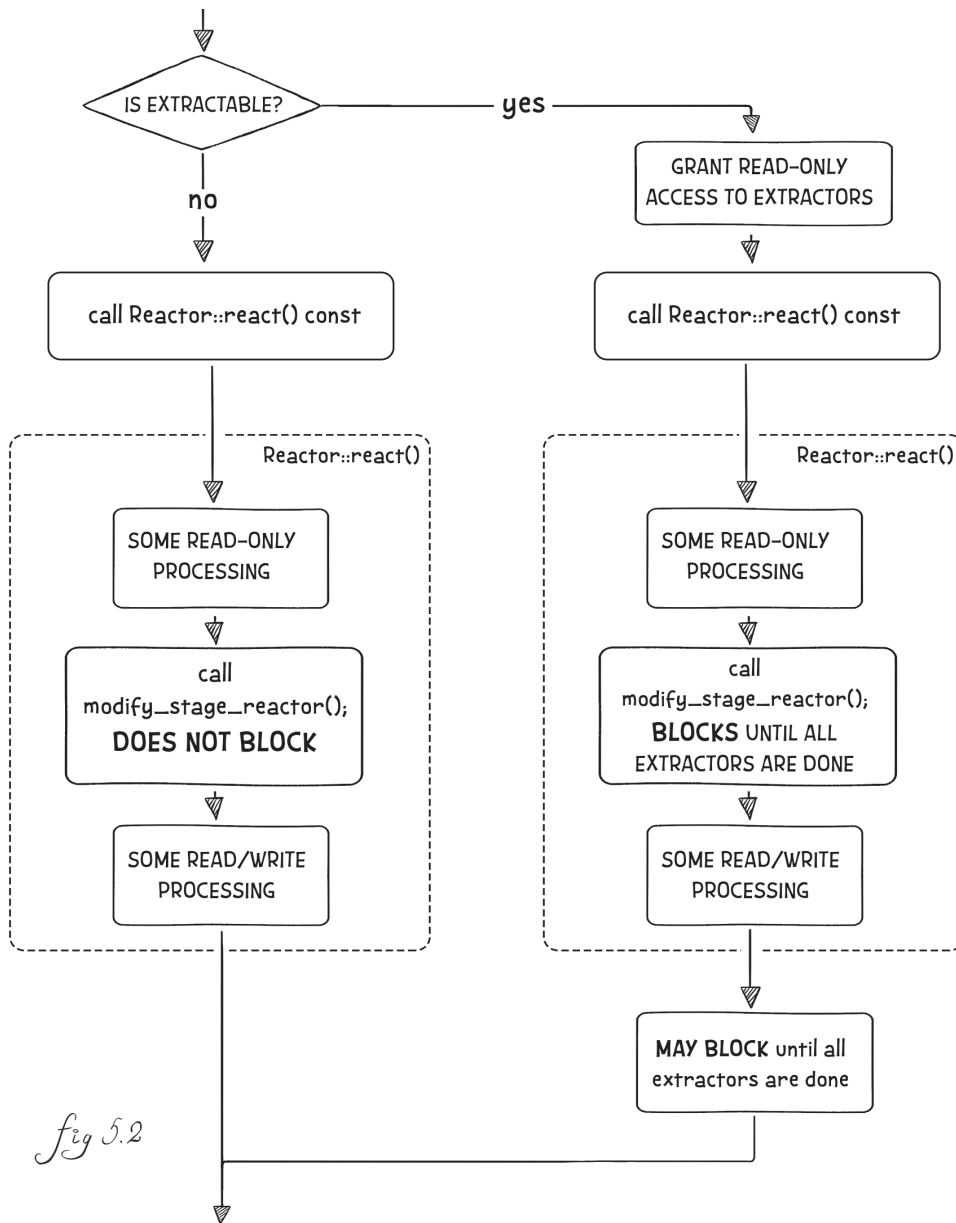 IS EXTRACTABLE?
yes
no
GRANT READ-ONLY
ACCESS TO EXTRACTORS
call Reactor::react() const
call Reactor::react() const
Reactor::react()
SOME READ-ONLY
PROCESSING
call
modify_stage_reactor();
DOES NOT BLOCK
SOME READ/WRITE
PROCESSING
Reactor::react()
SOME READ-ONLY
PROCESSING
call
modify_stage_reactor();
BLOCKS UNTIL ALL
EXTRACTORS ARE DONE
SOME READ/WRITE
PROCESSING
MAY BLOCK until all
extractors are done
fig 5.2